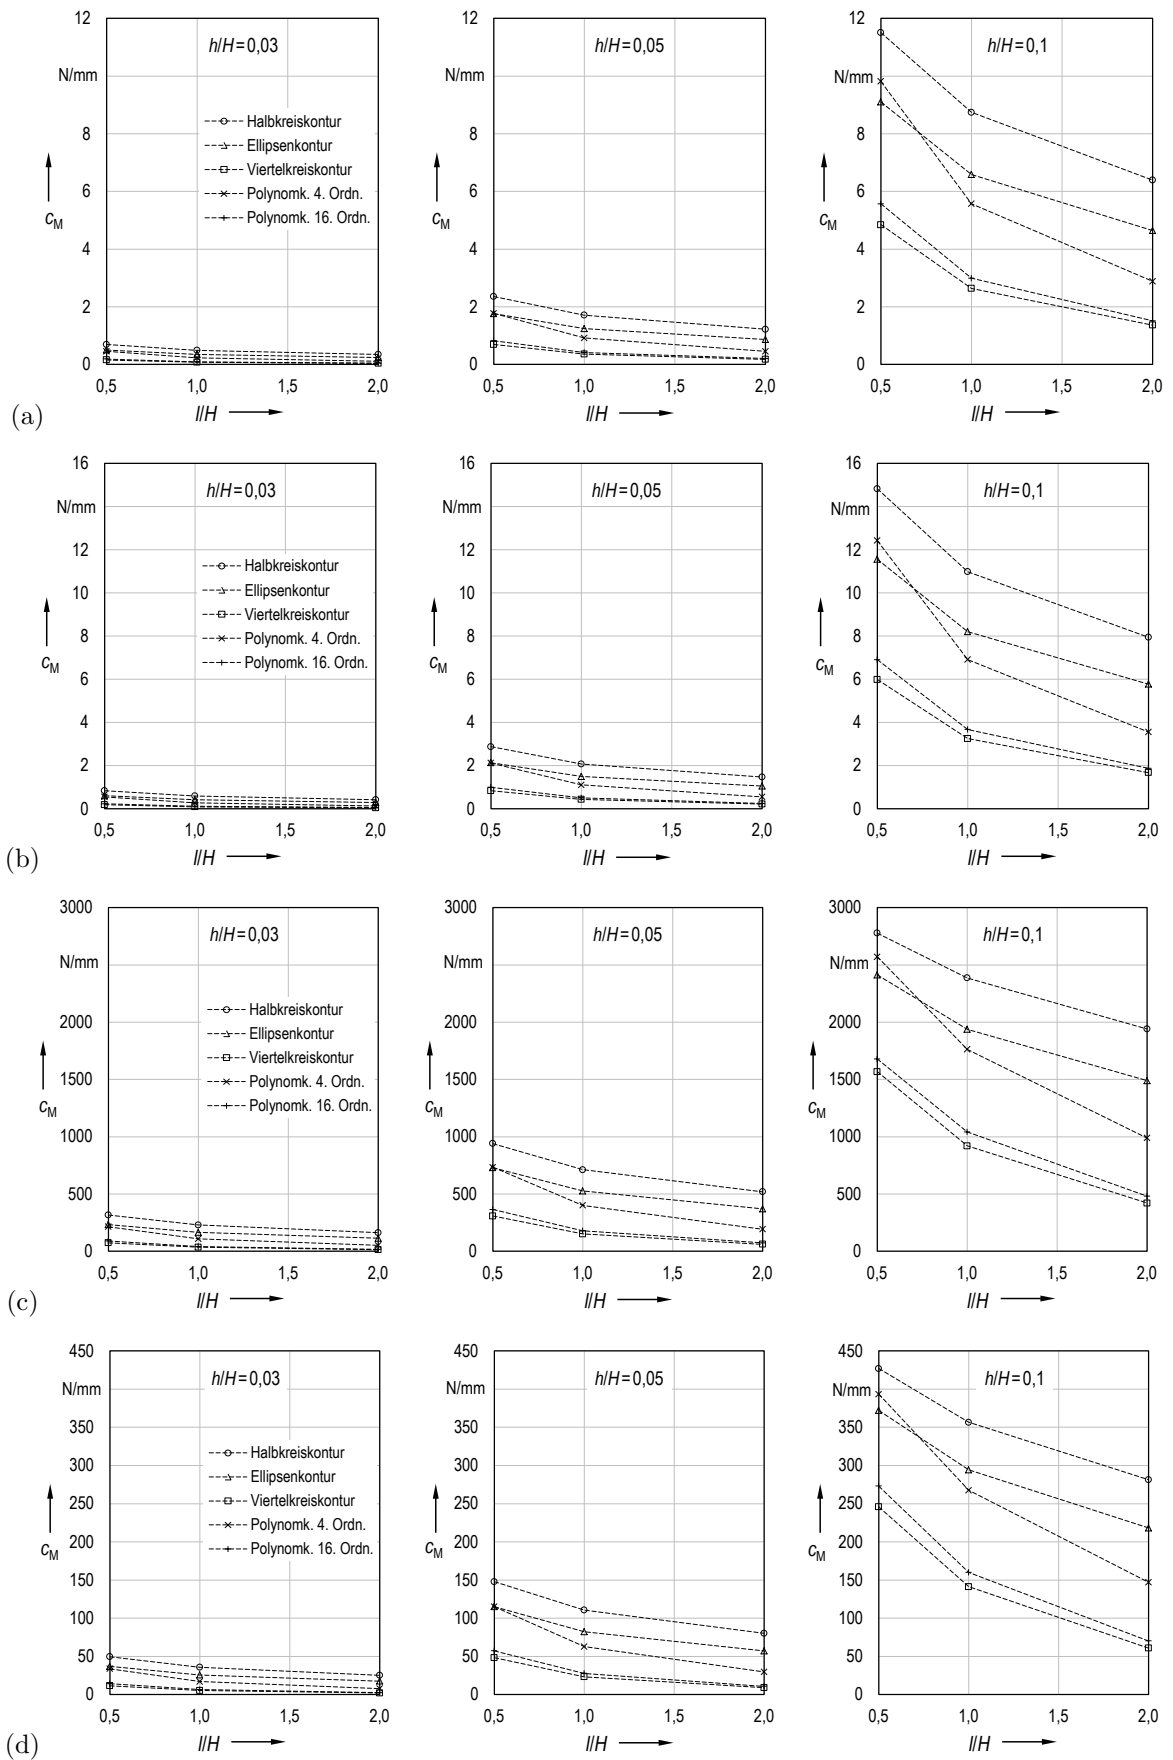 12
h/H=0,03
N/mm
8
6
4
2
0
c_M
Halbkreiskontur
Ellipsenkontur
Viertelkreiskontur
Polynomk. 4. Ordn.
Polynomk. 16. Ordn.
0,5 1,0 1,5 2,0
l/H
12
h/H=0,05
N/mm
8
6
4
2
0
c_M
0,5 1,0 1,5 2,0
l/H
12
h/H=0,1
N/mm
8
6
4
2
0
c_M
0,5 1,0 1,5 2,0
l/H
(a)
16
h/H=0,03
N/mm
12
10
8
6
4
2
0
c_M
Halbkreiskontur
Ellipsenkontur
Viertelkreiskontur
Polynomk. 4. Ordn.
Polynomk. 16. Ordn.
0,5 1,0 1,5 2,0
l/H
16
h/H=0,05
N/mm
12
10
8
6
4
2
0
c_M
0,5 1,0 1,5 2,0
l/H
16
h/H=0,1
N/mm
12
10
8
6
4
2
0
c_M
0,5 1,0 1,5 2,0
l/H
(b)
3000
h/H=0,03
N/mm
2000
1500
1000
500
0
c_M
Halbkreiskontur
Ellipsenkontur
Viertelkreiskontur
Polynomk. 4. Ordn.
Polynomk. 16. Ordn.
0,5 1,0 1,5 2,0
l/H
3000
h/H=0,05
N/mm
2000
1500
1000
500
0
c_M
0,5 1,0 1,5 2,0
l/H
3000
h/H=0,1
N/mm
2000
1500
1000
500
0
c_M
0,5 1,0 1,5 2,0
l/H
(c)
450
h/H=0,03
N/mm
350
300
250
200
150
100
50
0
c_M
Halbkreiskontur
Ellipsenkontur
Viertelkreiskontur
Polynomk. 4. Ordn.
Polynomk. 16. Ordn.
0,5 1,0 1,5 2,0
l/H
450
h/H=0,05
N/mm
350
300
250
200
150
100
50
0
c_M
0,5 1,0 1,5 2,0
l/H
450
h/H=0,1
N/mm
350
300
250
200
150
100
50
0
c_M
0,5 1,0 1,5 2,0
l/H
(d)